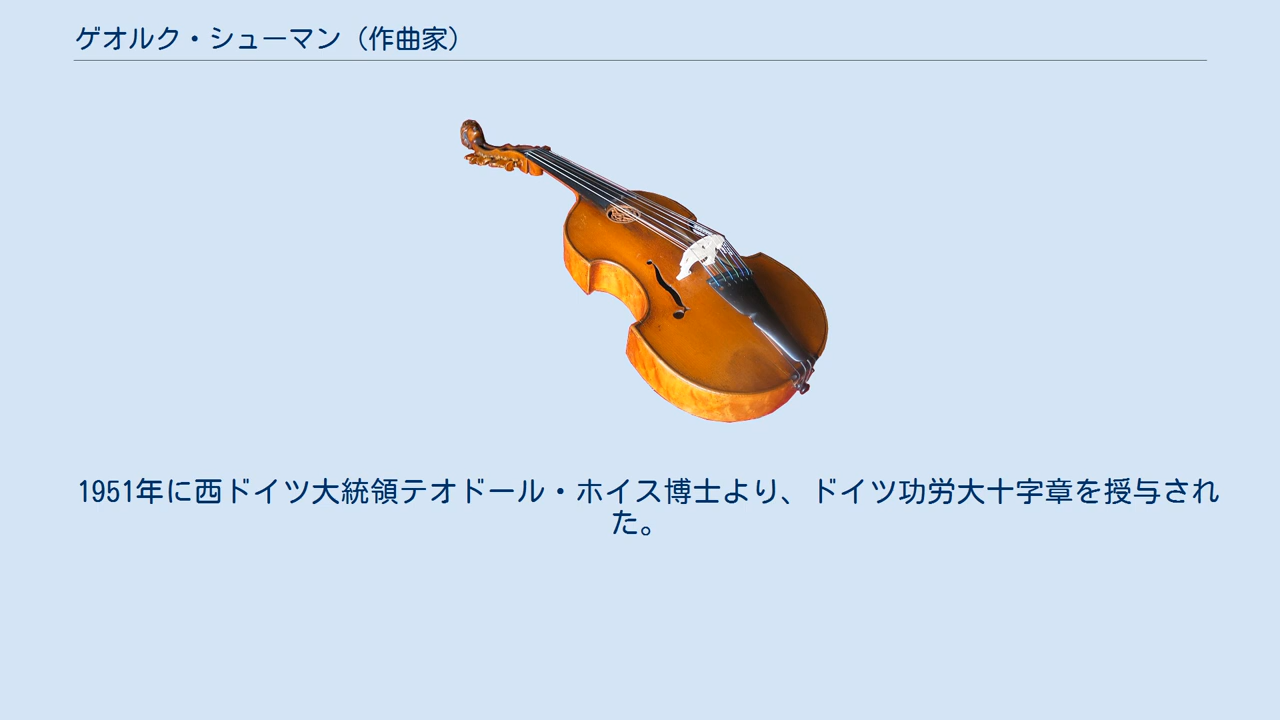 ゲオルク・シューマン（作曲家）
1951年に西ドイツ大統領テオドール・ホイス博士より、ドイツ功労大十字章を授与され
た。